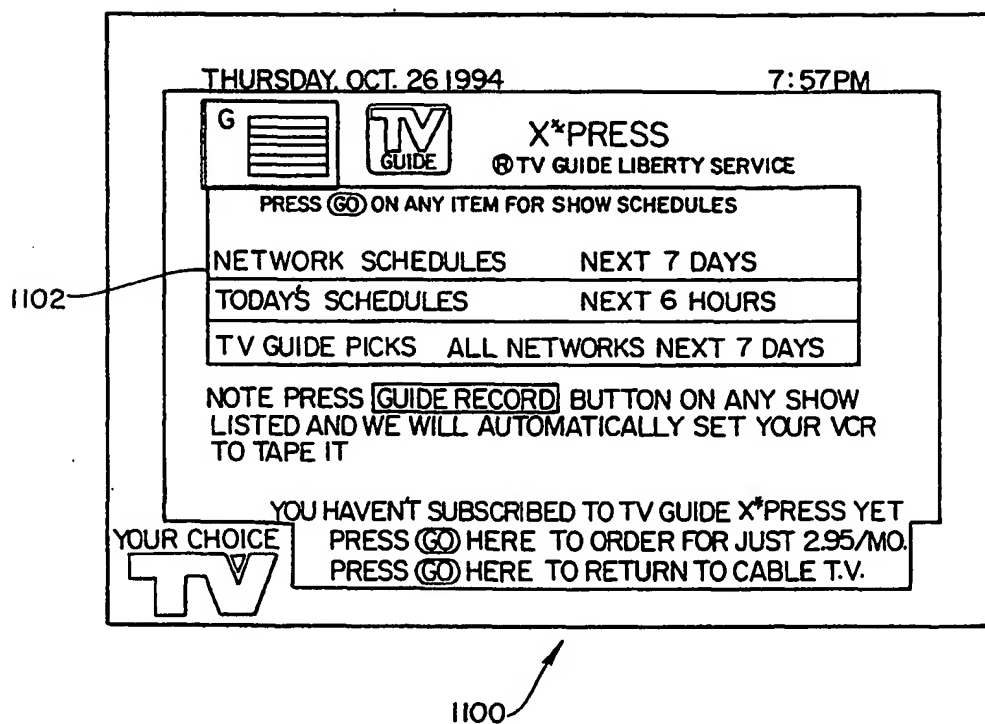 THURSDAY, OCT. 26 1994 7:57PM
G TV GUIDE X*PRESS
® TV GUIDE LIBERTY SERVICE
PRESS GO ON ANY ITEM FOR SHOW SCHEDULES
NETWORK SCHEDULES NEXT 7 DAYS
1102
TODAY'S SCHEDULES NEXT 6 HOURS
TV GUIDE PICKS ALL NETWORKS NEXT 7 DAYS
NOTE PRESS GUIDE RECORD BUTTON ON ANY SHOW
LISTED AND WE WILL AUTOMATICALLY SET YOUR VCR
TO TAPE IT
YOU HAVEN'T SUBSCRIBED TO TV GUIDE X*PRESS YET
YOUR CHOICE PRESS GO HERE TO ORDER FOR JUST 2.95/MO.
TV PRESS GO HERE TO RETURN TO CABLE T.V.
1100